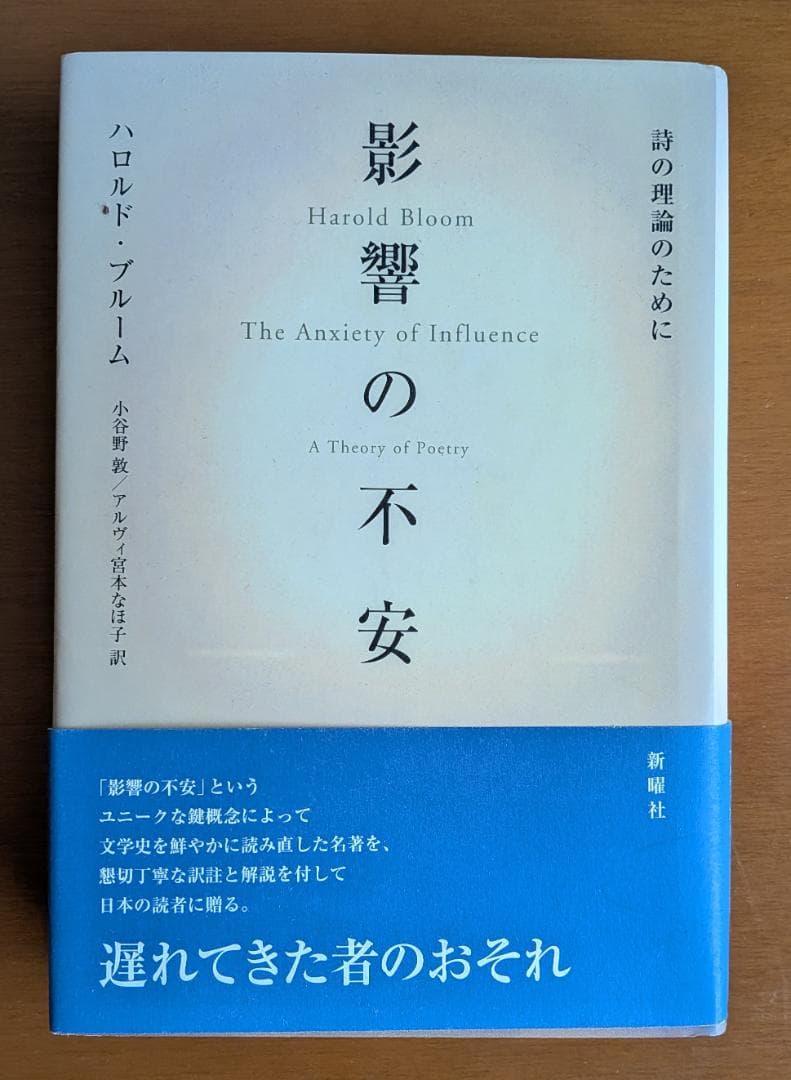 詩の理論のために
影響の不安
Harold Bloom
The Anxiety of Influence
A Theory of Poetry
ハロルド・ブルーム
小谷野 敦／アルヴィ宮本なほ子 訳
新曜社
「影響の不安」という
ユニークな鍵概念によって
文学史を鮮やかに読み直した名著を、
懇切丁寧な訳註と解説を付して
日本の読者に贈る。
遅れてきた者のおそれ